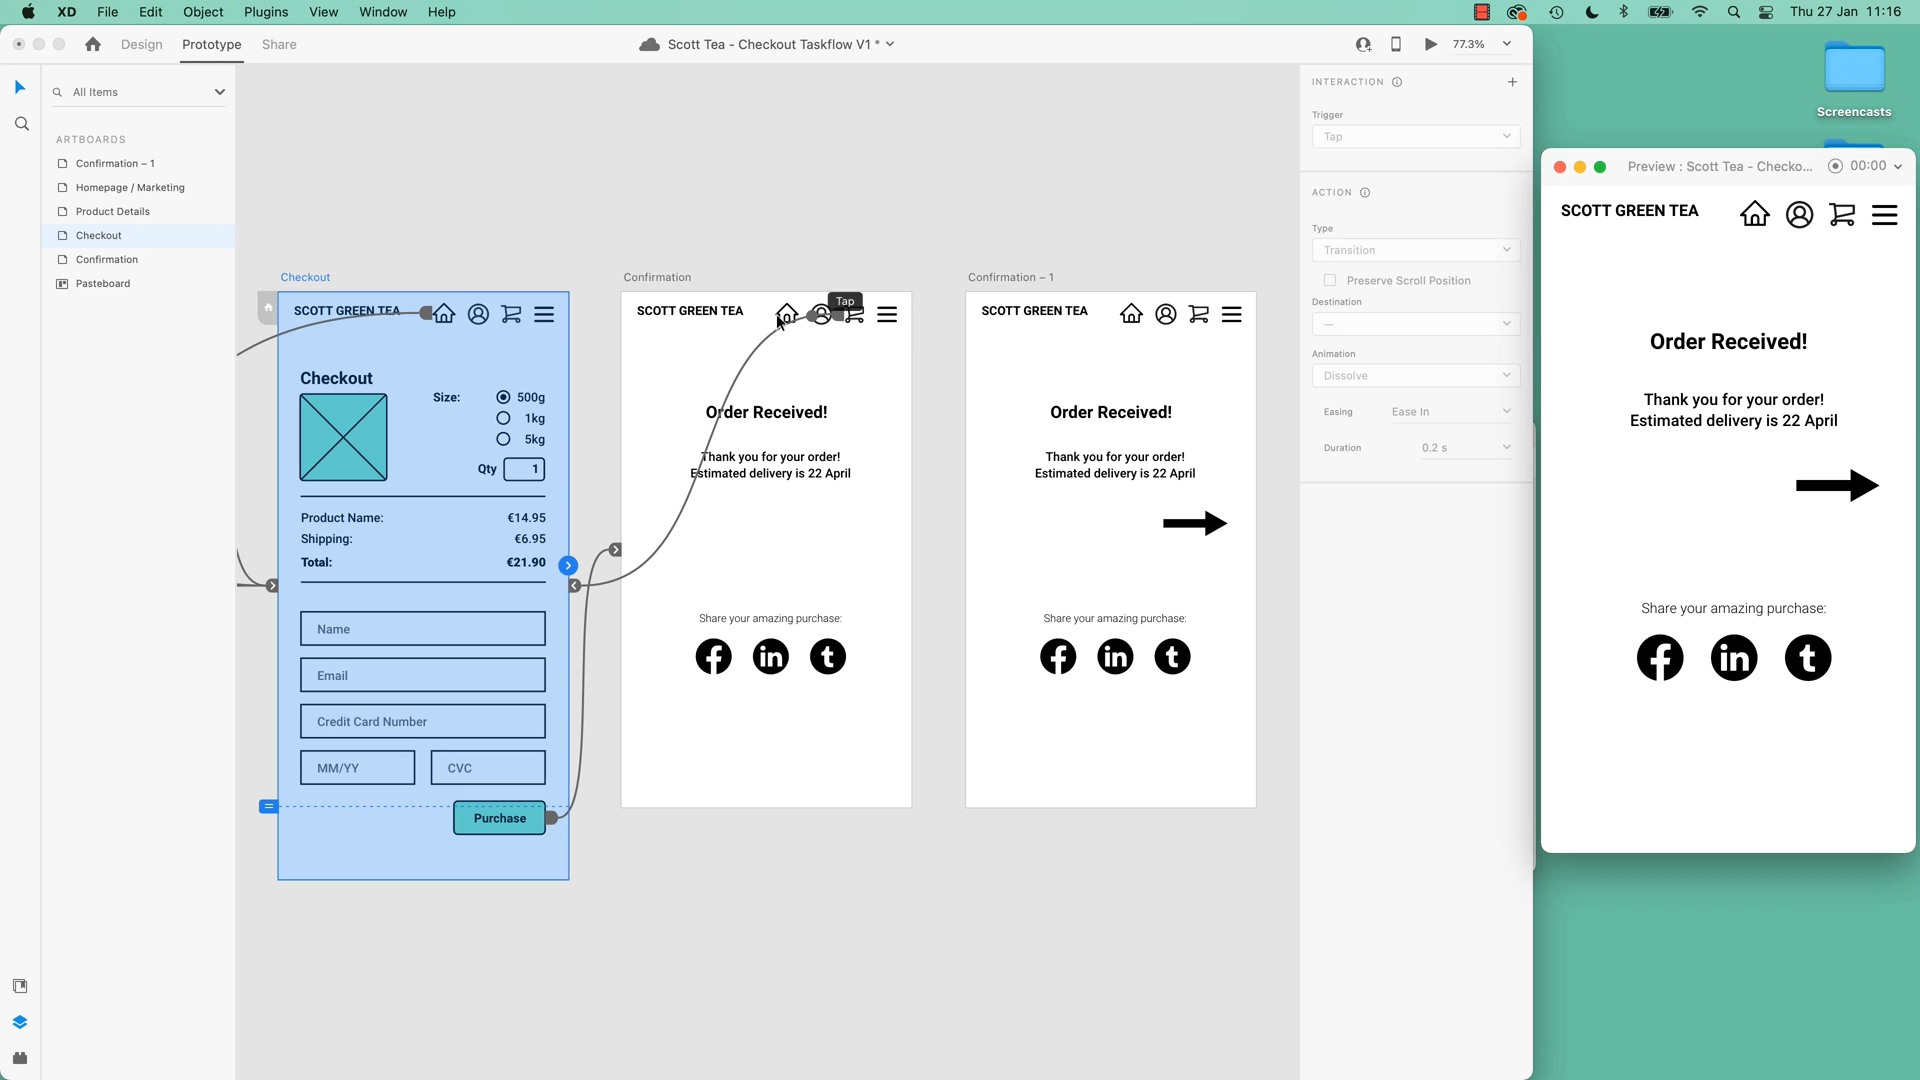 XD File Edit Object Plugins View Window Help
Thu 27 Jan 11:16
Design Prototype Share
Scott Tea - Checkout Taskflow V1 *
77.3%
All Items
ARTBOARDS
Confirmation – 1
Homepage / Marketing
Product Details
Checkout
Confirmation
Pasteboard
Checkout
SCOTT GREEN TEA
Checkout
Size:
500g
1kg
5kg
Qty 1
Product Name: €14.95
Shipping: €6.95
Total: €21.90
Name
Email
Credit Card Number
MM/YY
CVC
Purchase
Confirmation
SCOTT GREEN TEA
Tap
Order Received!
Thank you for your order!
Estimated delivery is 22 April
Share your amazing purchase:
Confirmation – 1
SCOTT GREEN TEA
Order Received!
Thank you for your order!
Estimated delivery is 22 April
Share your amazing purchase:
INTERACTION
Trigger
Tap
ACTION
Type
Transition
Preserve Scroll Position
Destination
—
Animation
Dissolve
Easing Ease In
Duration 0.2 s
Screencasts
Preview : Scott Tea - Checko... 00:00
SCOTT GREEN TEA
Order Received!
Thank you for your order!
Estimated delivery is 22 April
Share your amazing purchase: